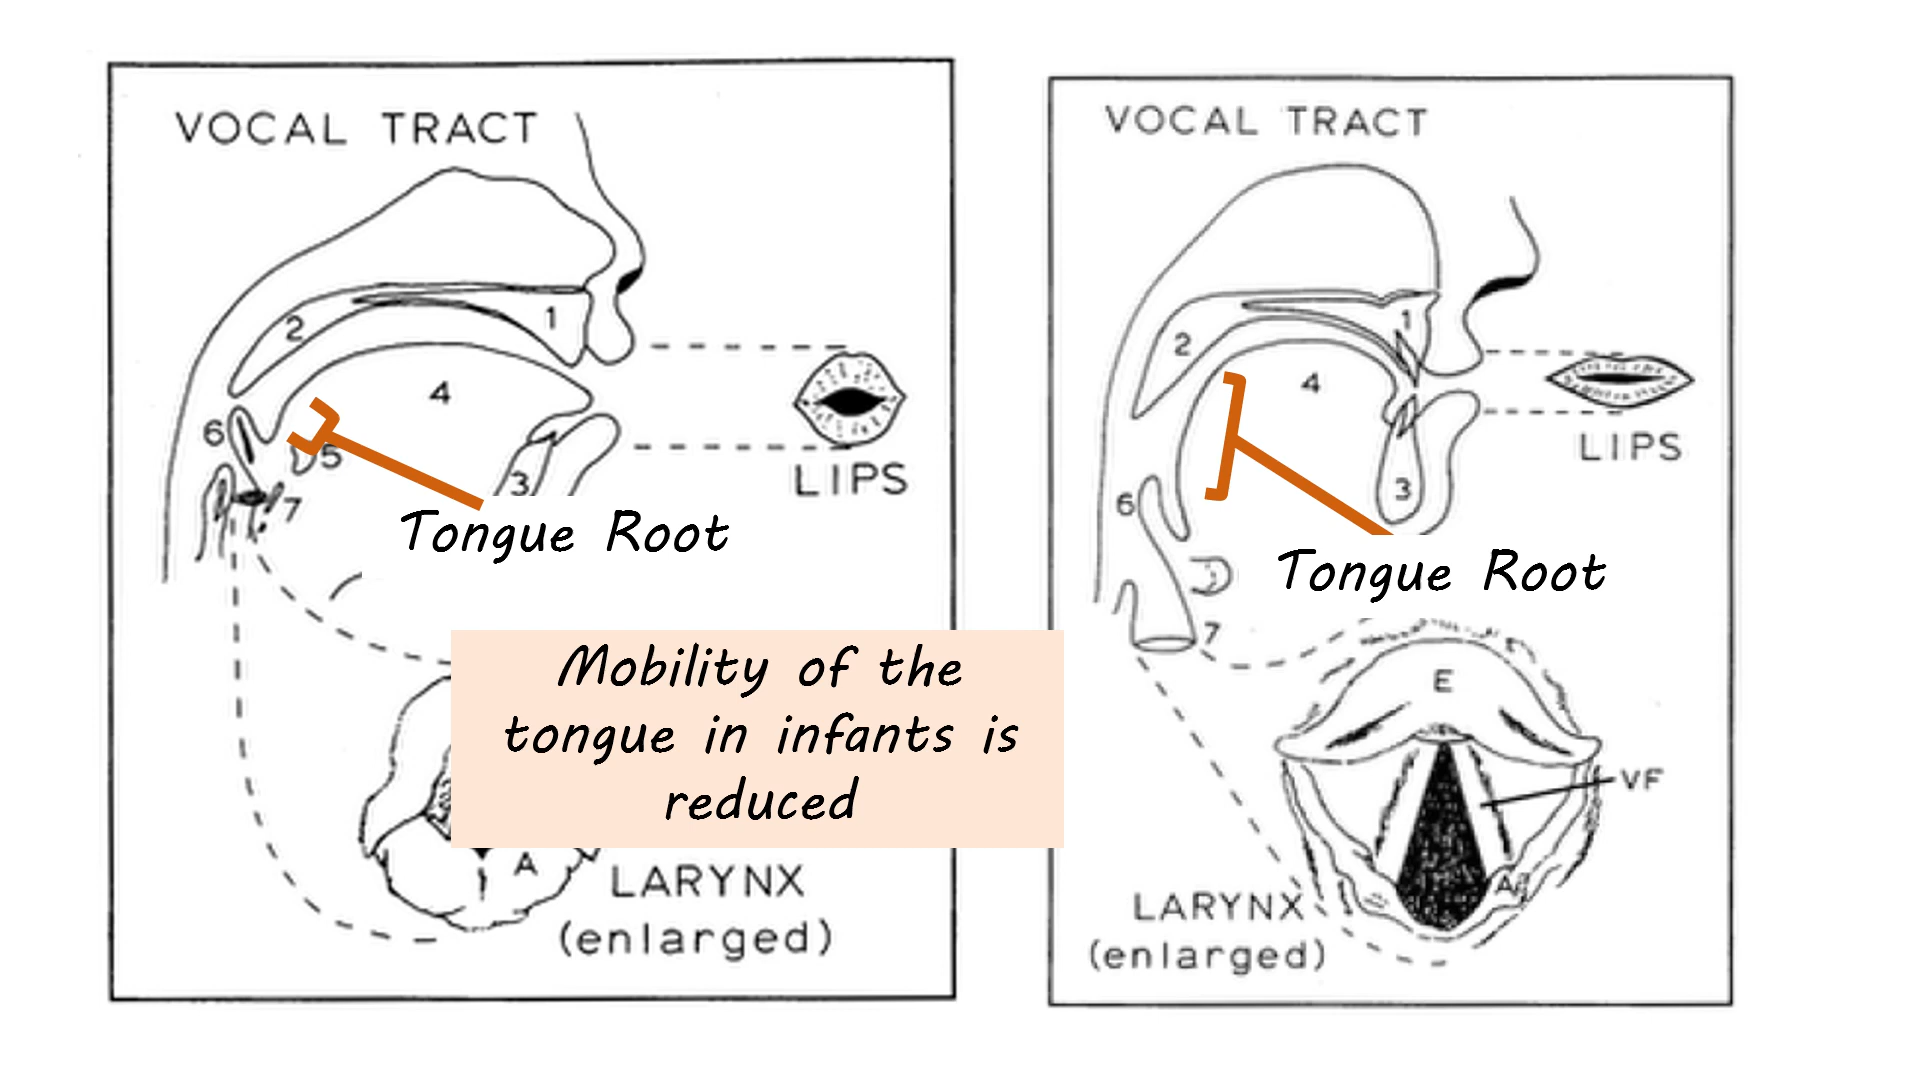 VOCAL TRACT
1
2
4
6
5
3
7
LIPS
Tongue Root
Mobility of the
tongue in infants is
reduced
A
LARYNX
(enlarged)
VOCAL TRACT
1
2
4
LIPS
6
3
Tongue Root
7
E
VF
A
LARYNX
(enlarged)